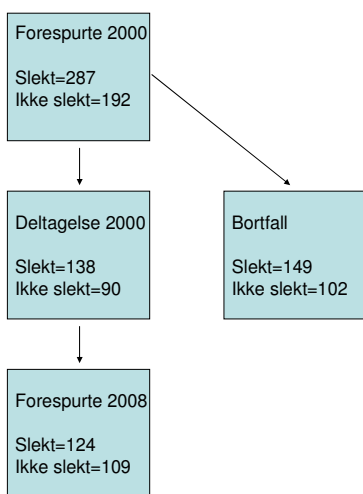 Forespurte 2000
Slekt=287
Ikke slekt=192
Deltagelse 2000
Slekt=138
Ikke slekt=90
Bortfall
Slekt=149
Ikke slekt=102
Forespurte 2008
Slekt=124
Ikke slekt=109